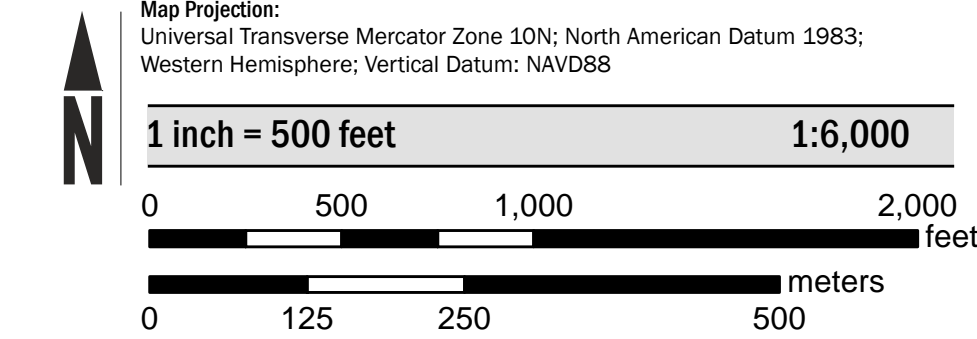 Map Projection:
Universal Transverse Mercator Zone 10N; North American Datum 1983;
Western Hemisphere; Vertical Datum: NAVD88
N
1 inch = 500 feet 1:6,000
0 500 1,000 2,000
feet
meters
0 125 250 500